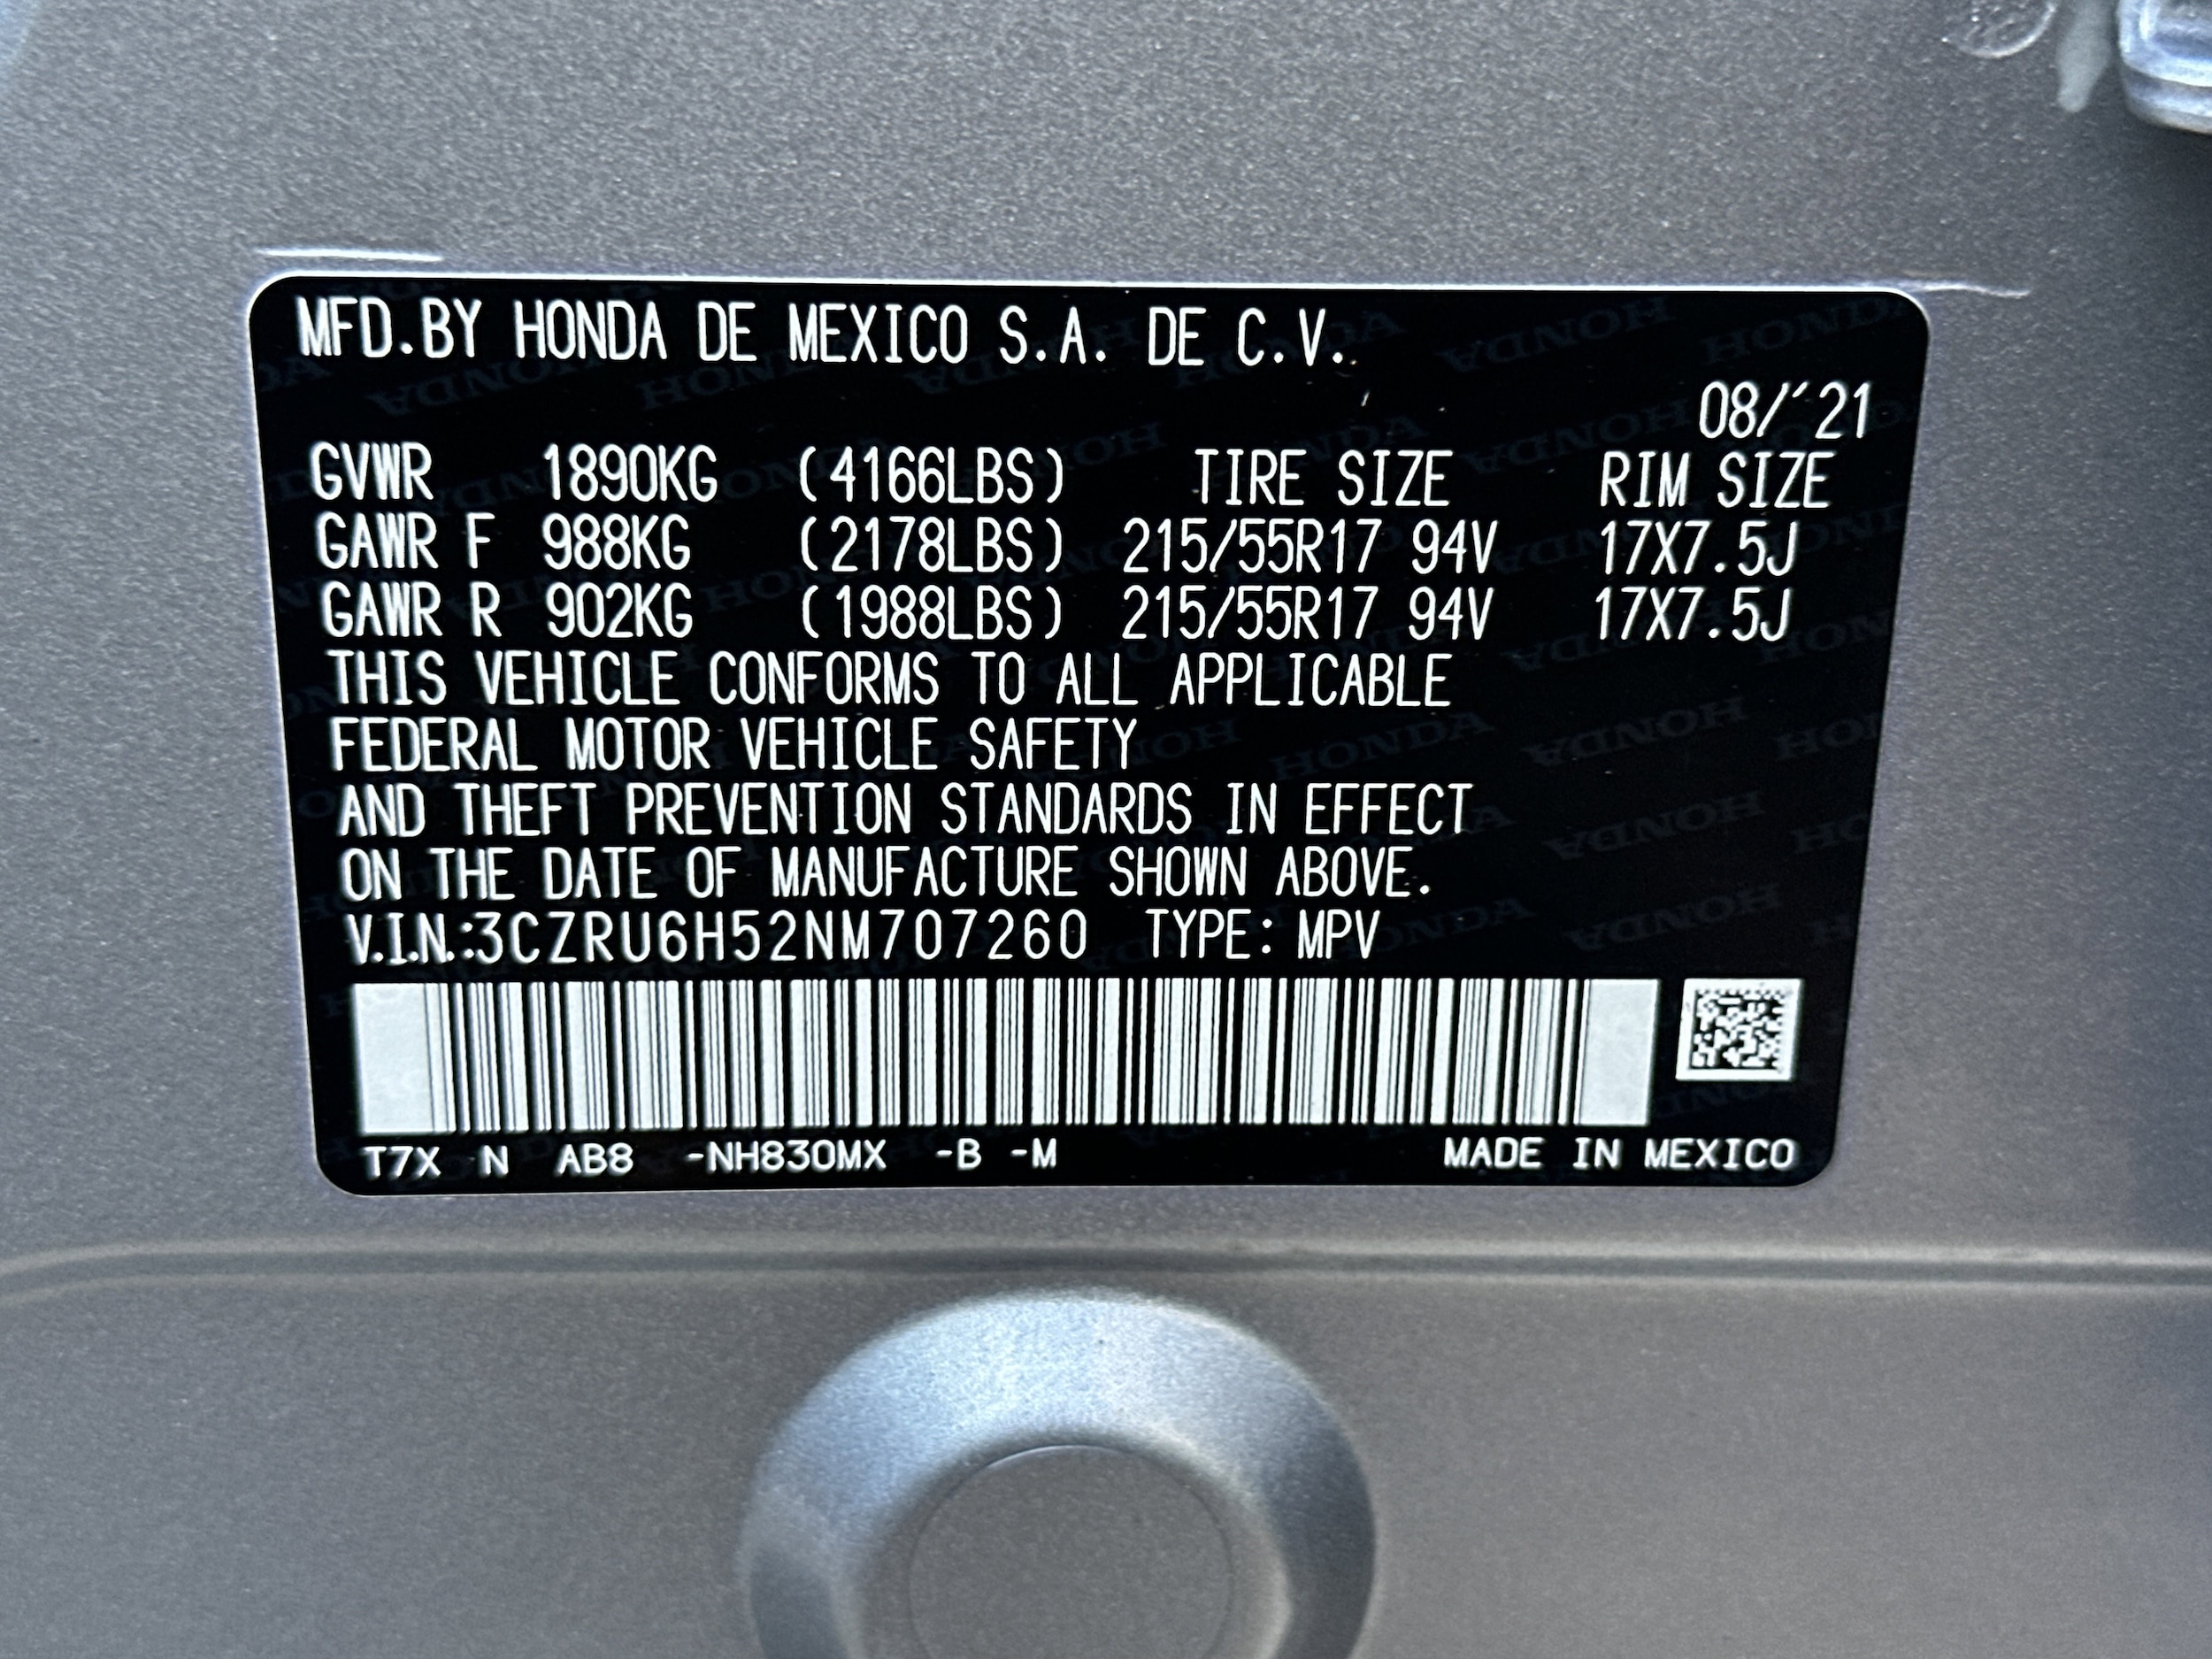 MFD.BY HONDA DE MEXICO S.A. DE C.V.
08/´21
GVWR 1890KG (4166LBS) TIRE SIZE RIM SIZE
GAWR F 988KG (2178LBS) 215/55R17 94V 17X7.5J
GAWR R 902KG (1988LBS) 215/55R17 94V 17X7.5J
THIS VEHICLE CONFORMS TO ALL APPLICABLE
FEDERAL MOTOR VEHICLE SAFETY
AND THEFT PREVENTION STANDARDS IN EFFECT
ON THE DATE OF MANUFACTURE SHOWN ABOVE.
V.I.N.:3CZRU6H52NM707260 TYPE: MPV
T7X N AB8 -NH830MX -B -M MADE IN MEXICO